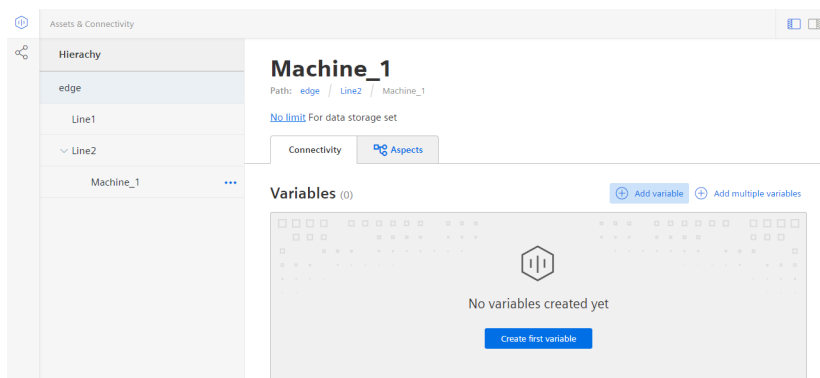 Assets & Connectivity
Hierachy
edge
Line1
Line2
Machine_1
Machine_1
Path: edge / Line2 / Machine_1
No limit For data storage set
Connectivity
Aspects
Variables (0)
Add variable
Add multiple variables
No variables created yet
Create first variable